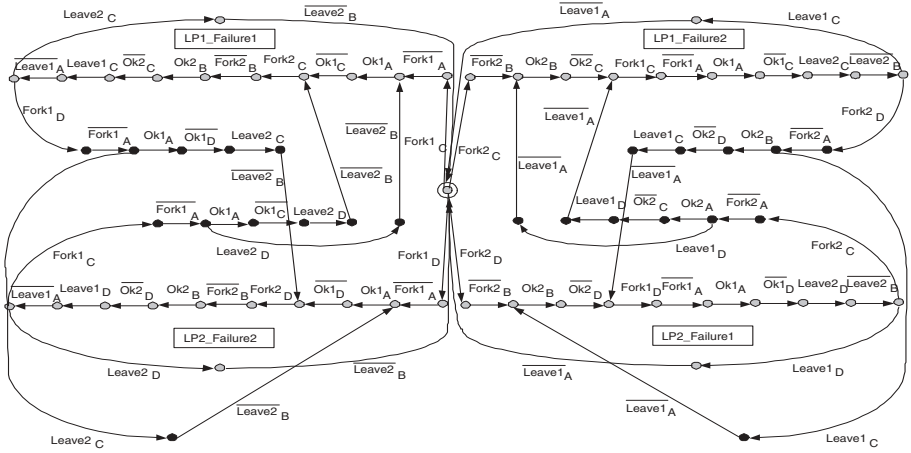 Leave2 C
Leave2 B
Leave1 A
Leave1 C
LP1_Failure1
LP1_Failure2
Leave1 A Leave1 C Ok2 C Ok2 B Fork2 B Fork2 C Ok1 C Ok1 A Fork1 A
Fork2 B Ok2 B Ok2 C Fork1 C Fork1 A Ok1 A Ok1 C Leave2 C Leave2 B
Fork1 D
Leave2 B
Fork1 C
Fork2 C
Leave1 A
Fork2 D
Fork1 A Ok1 A Ok1 D Leave2 C
Leave1 C Ok2 D Ok2 B Fork2 A
Leave2 B
Leave2 B
Leave1 A
Leave1 A
Fork1 A Ok1 A Ok1 C Leave2 D
Leave1 D Ok2 C Ok2 A Fork2 A
Fork1 C
Leave2 D
Fork1 D
Fork2 D
Leave1 D
Fork2 C
Leave1 A Leave1 D Ok2 D Ok2 B Fork2 B Fork2 D Ok1 D Ok1 A Fork1 A
Fork2 B Ok2 B Ok2 D Fork1 D Fork1 A Ok1 A Ok1 D Leave2 D Leave2 B
LP2_Failure2
LP2_Failure1
Leave2 D
Leave2 B
Leave1 A
Leave1 D
Leave2 B
Leave1 A
Leave2 C
Leave1 C